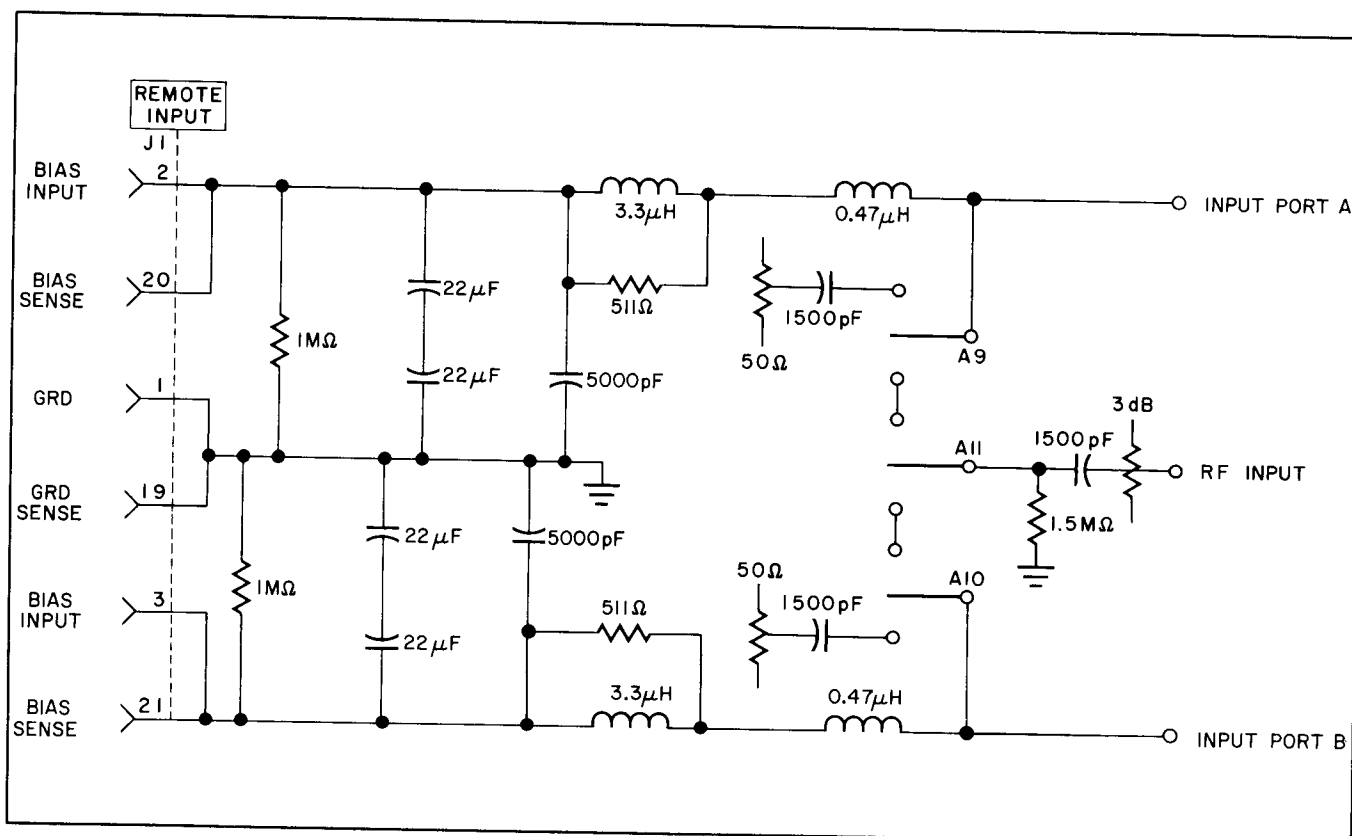 REMOTE
INPUT
J1
BIAS
INPUT
2
3.3μH
0.47μH
INPUT PORT A
BIAS
SENSE
20
22μF
511Ω
1500pF
50Ω
1MΩ
A9
22μF
5000pF
GRD
1
3dB
1500pF
A11
RF INPUT
GRD
SENSE
19
22μF
5000pF
1.5MΩ
50Ω
A10
1MΩ
1500pF
BIAS
INPUT
3
511Ω
22μF
3.3μH
0.47μH
BIAS
SENSE
21
INPUT PORT B